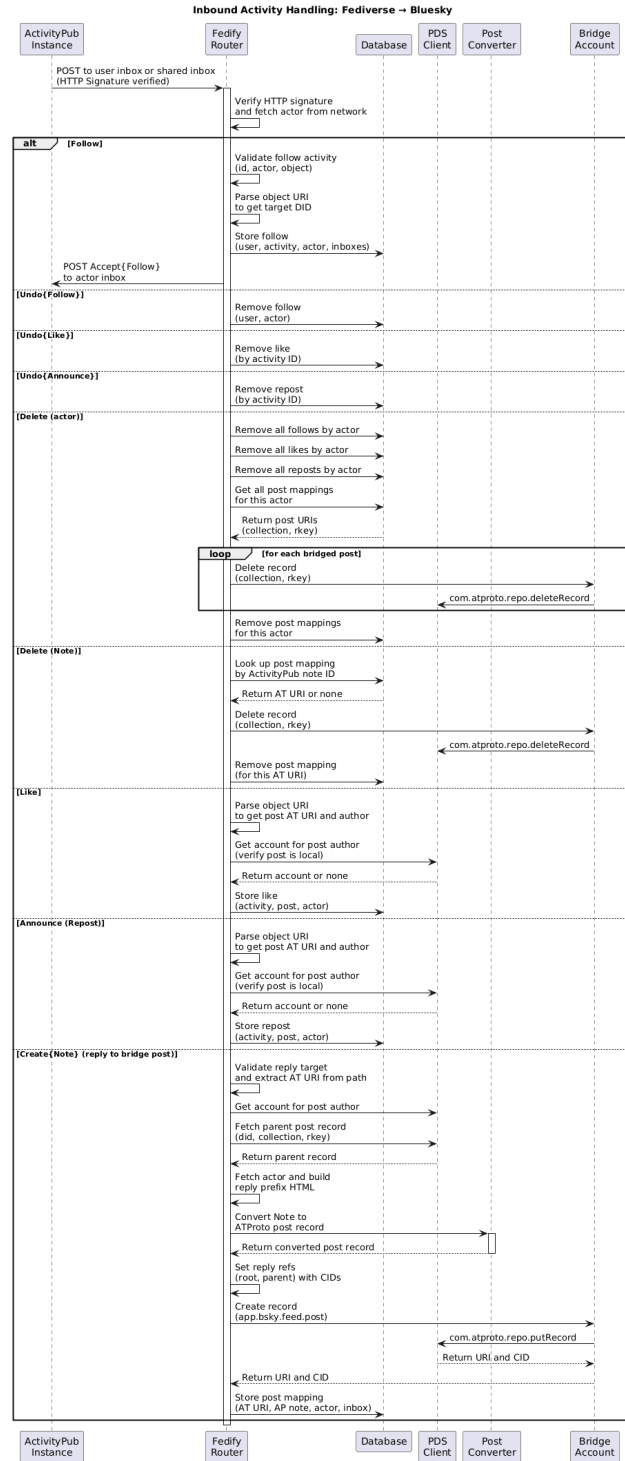 Inbound Activity Handling: Fediverse → Bluesky
ActivityPub
Instance
Fedify
Router
Database
PDS
Client
Post
Converter
Bridge
Account
POST to user inbox or shared inbox
(HTTP Signature verified)
Verify HTTP signature
and fetch actor from network
alt
[Follow]
Validate follow activity
(id, actor, object)
Parse object URI
to get target DID
Store follow
(user, activity, actor, inboxes)
POST Accept{Follow}
to actor inbox
[Undo{Follow}]
Remove follow
(user, actor)
[Undo{Like}]
Remove like
(by activity ID)
[Undo{Announce}]
Remove repost
(by activity ID)
[Delete (actor)]
Remove all follows by actor
Remove all likes by actor
Remove all reposts by actor
Get all post mappings
for this actor
Return post URIs
(collection, rkey)
loop
[for each bridged post]
Delete record
(collection, rkey)
com.atproto.repo.deleteRecord
Remove post mappings
for this actor
[Delete (Note)]
Look up post mapping
by ActivityPub note ID
Return AT URI or none
Delete record
(collection, rkey)
com.atproto.repo.deleteRecord
Remove post mapping
(for this AT URI)
[Like]
Parse object URI
to get post AT URI and author
Get account for post author
(verify post is local)
Return account or none
Store like
(activity, post, actor)
[Announce (Repost)]
Parse object URI
to get post AT URI and author
Get account for post author
(verify post is local)
Return account or none
Store repost
(activity, post, actor)
[Create{Note} (reply to bridge post)]
Validate reply target
and extract AT URI from path
Get account for post author
Fetch parent post record
(did, collection, rkey)
Return parent record
Fetch actor and build
reply prefix HTML
Convert Note to
ATProto post record
Return converted post record
Set reply refs
(root, parent) with CIDs
Create record
(app.bsky.feed.post)
com.atproto.repo.putRecord
Return URI and CID
Return URI and CID
Store post mapping
(AT URI, AP note, actor, inbox)
ActivityPub
Instance
Fedify
Router
Database
PDS
Client
Post
Converter
Bridge
Account